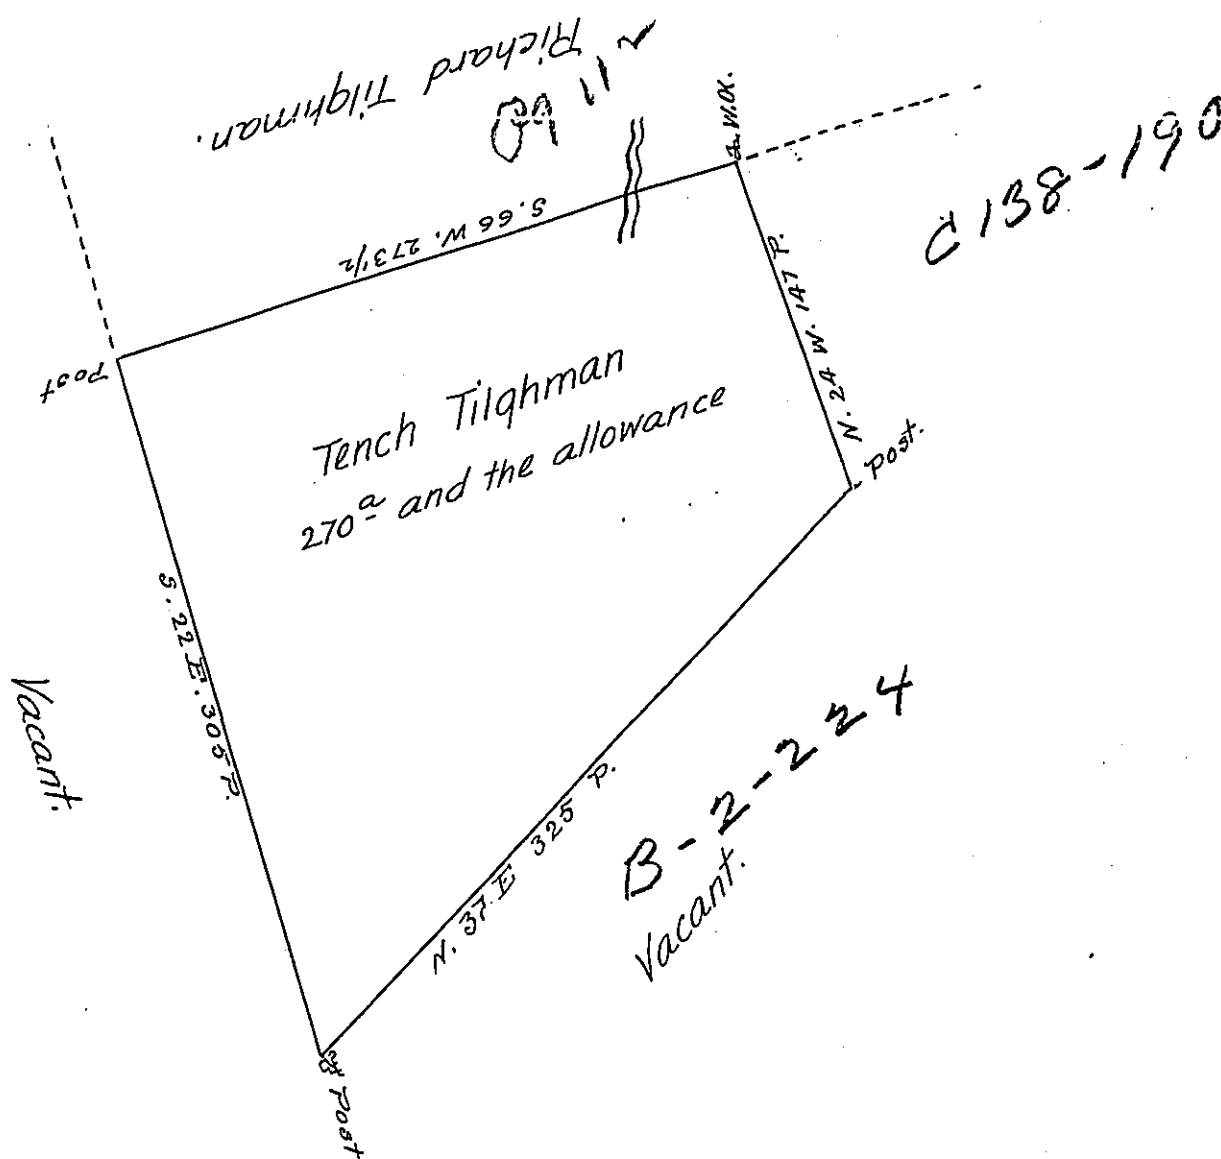 Richard Tilghman.
a. W.O.
C138-190
S. 66 W. 273 1/2
N. 24 W. 147 P.
Post
Tench Tilghman
270 a and the allowance
post.
S. 22 E. 305 P.
Vacant.
N. 37 E 325 P.
B-2-224
Vacant.
Post